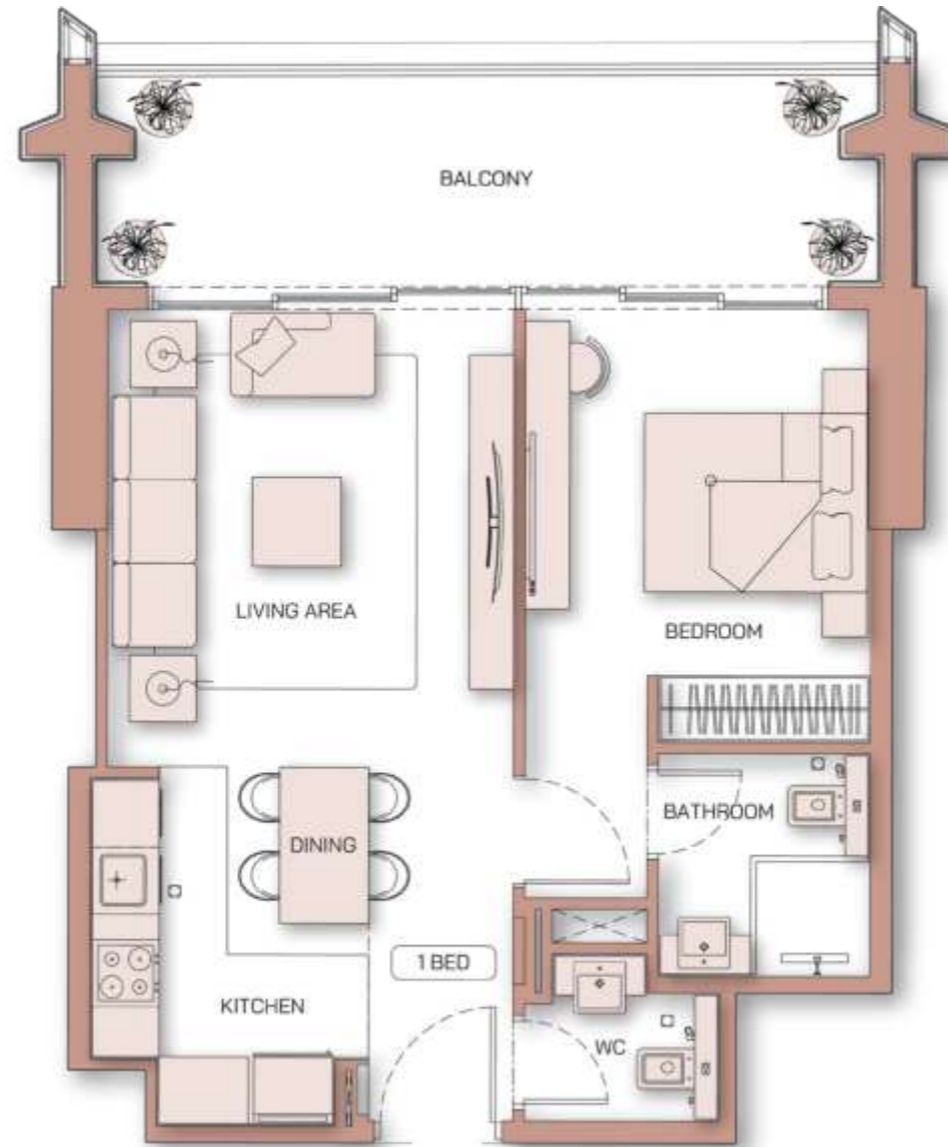 BALCONY
LIVING AREA
BEDROOM
BATHROOM
DINING
1 BED
KITCHEN
WC